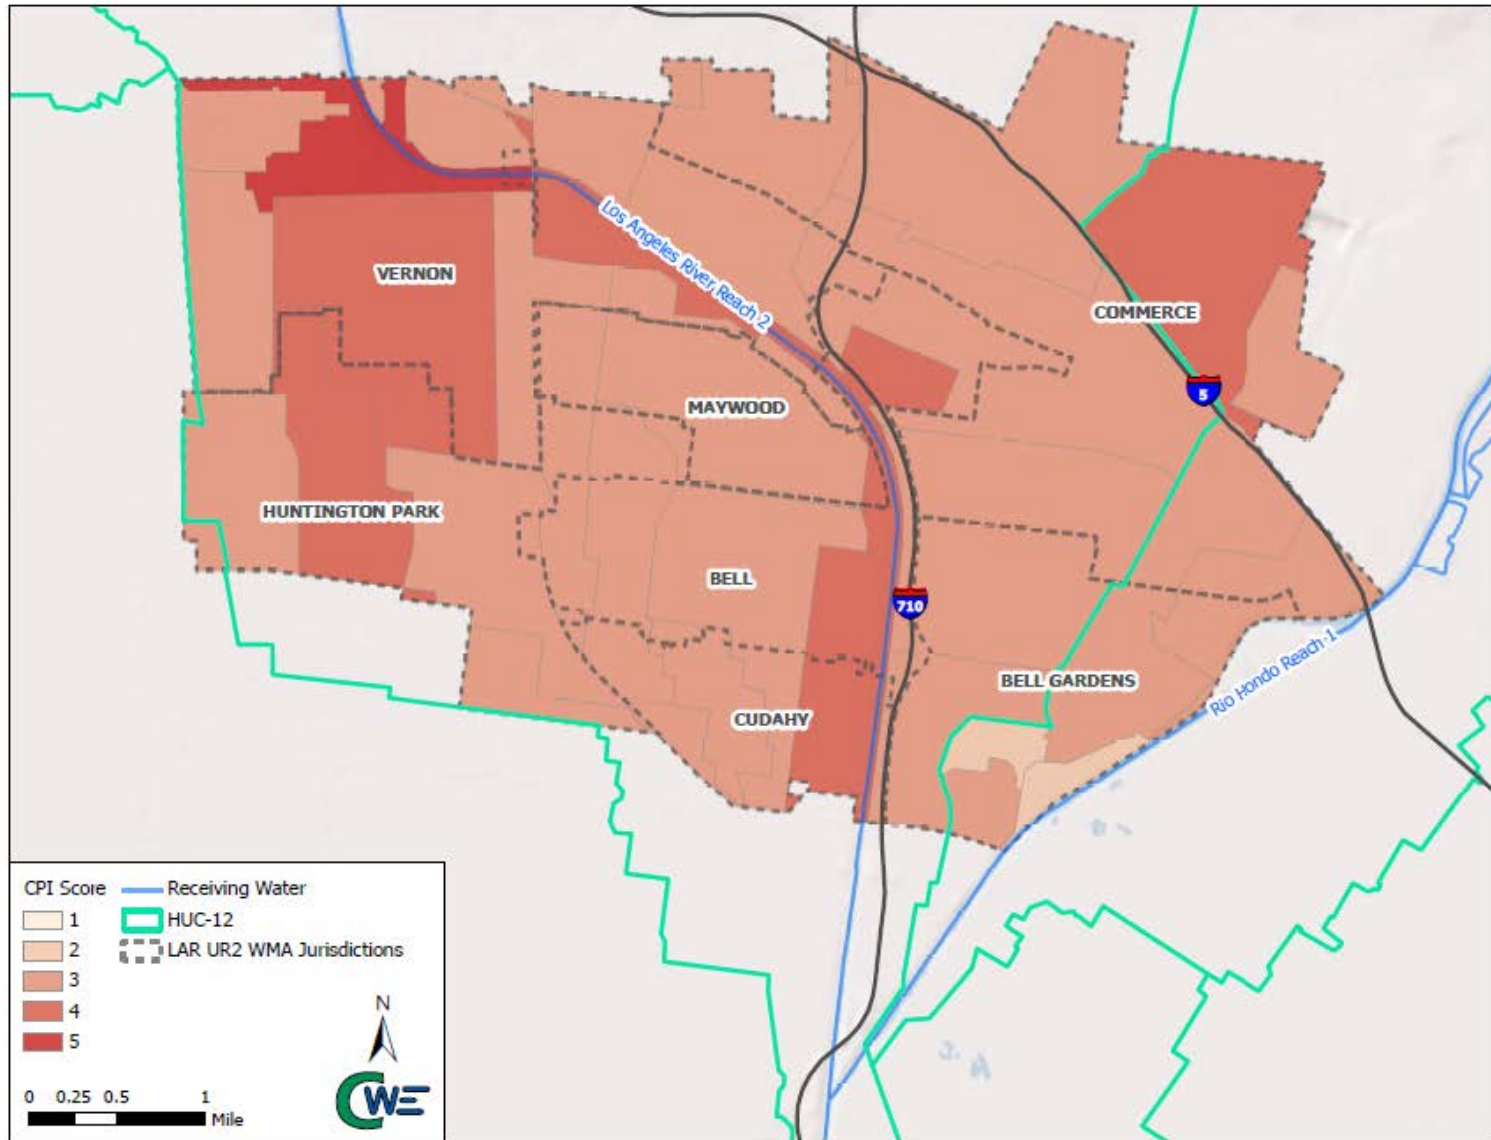 Los Angeles River Reach 2
VERNON
COMMERCE
5
MAYWOOD
HUNTINGTON PARK
BELL
710
BELL GARDENS
Rio Hondo Reach 1
CUDAHY
CPI Score
1
2
3
4
5
Receiving Water
HUC-12
LAR UR2 WMA Jurisdictions
N
0 0.25 0.5 1
Mile
CWE